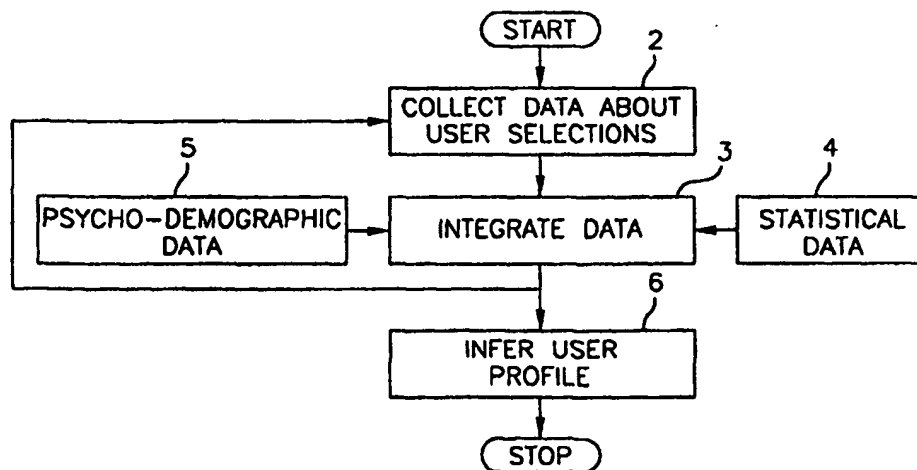 START
2
COLLECT DATA ABOUT
USER SELECTIONS
5
3
4
PSYCHO-DEMOGRAPHIC
DATA
INTEGRATE DATA
STATISTICAL
DATA
6
INFER USER
PROFILE
STOP